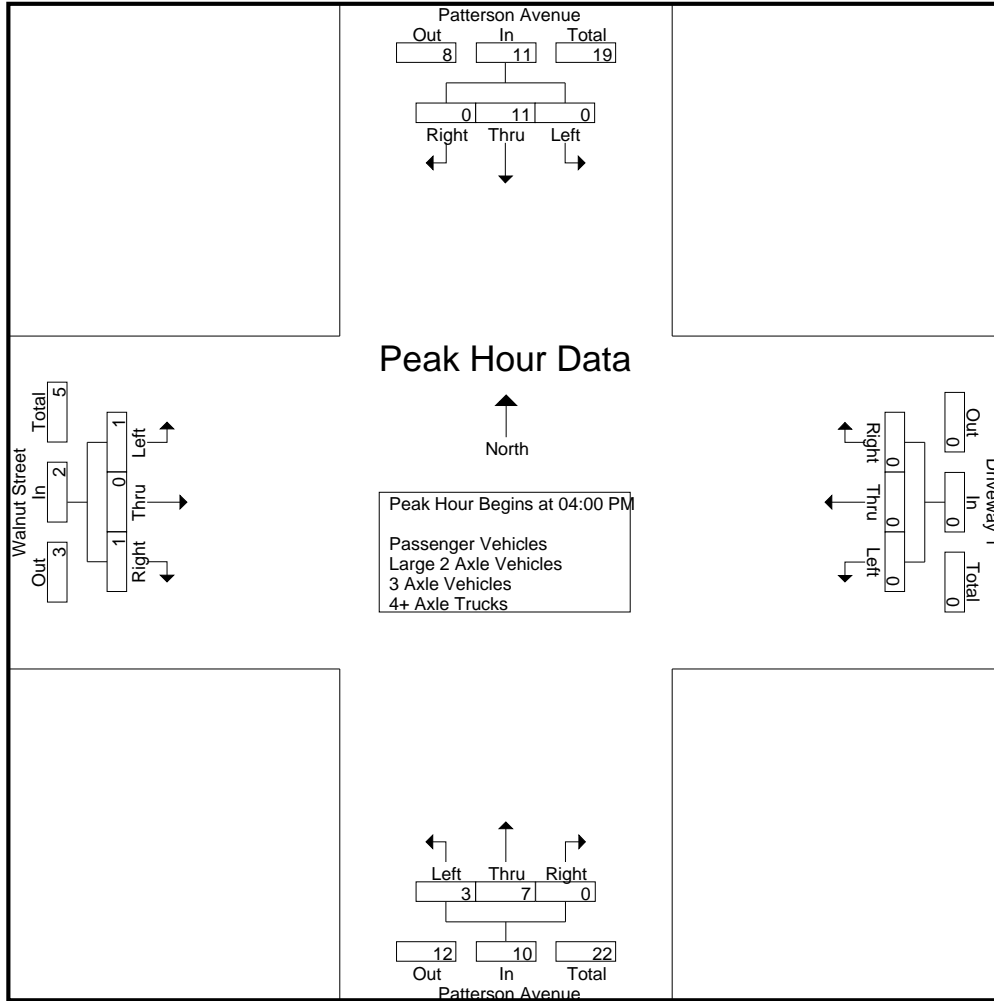 Patterson Avenue
Out In Total
8 11 19
0 11 0
Right Thru Left
Peak Hour Data
North
Peak Hour Begins at 04:00 PM
Passenger Vehicles
Large 2 Axle Vehicles
3 Axle Vehicles
4+ Axle Trucks
Walnut Street
Out In Total
3 2 5
1 0 1
Left Thru Right
Driveway 1
Out In Total
0 0 0
0 0 0
Right Thru Left
Left Thru Right
3 7 0
12 10 22
Out In Total
Patterson Avenue